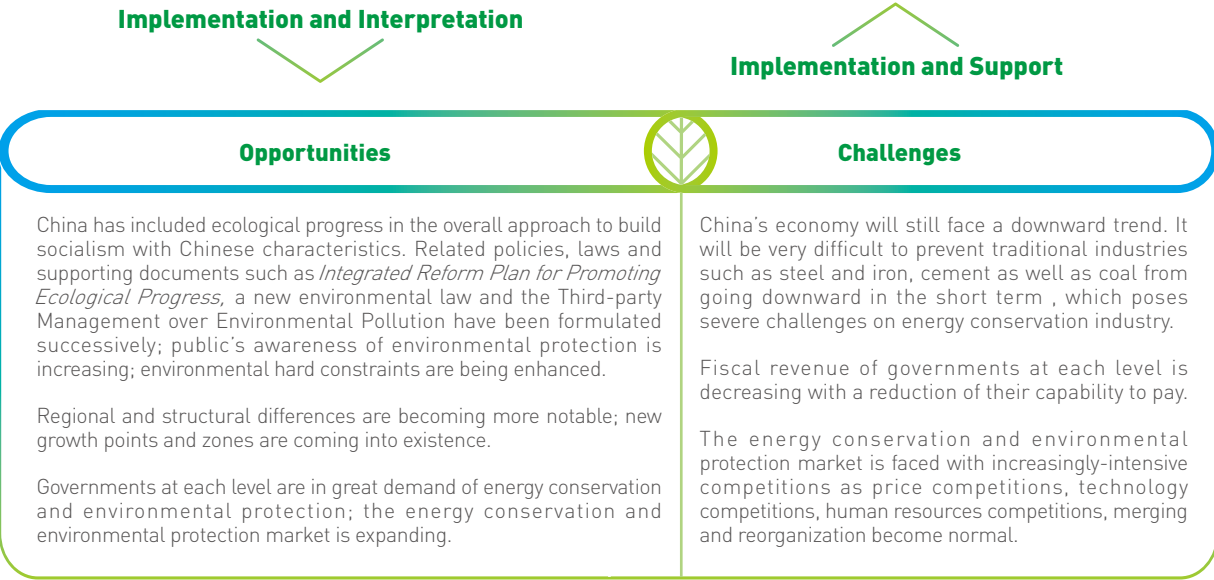 Implementation and Interpretation
Implementation and Support
Opportunities
Challenges
China has included ecological progress in the overall approach to build
socialism with Chinese characteristics. Related policies, laws and
supporting documents such as Integrated Reform Plan for Promoting
Ecological Progress, a new environmental law and the Third-party
Management over Environmental Pollution have been formulated
successively; public's awareness of environmental protection is
increasing; environmental hard constraints are being enhanced.
Regional and structural differences are becoming more notable; new
growth points and zones are coming into existence.
Governments at each level are in great demand of energy conservation
and environmental protection; the energy conservation and
environmental protection market is expanding.
China's economy will still face a downward trend. It
will be very difficult to prevent traditional industries
such as steel and iron, cement as well as coal from
going downward in the short term , which poses
severe challenges on energy conservation industry.
Fiscal revenue of governments at each level is
decreasing with a reduction of their capability to pay.
The energy conservation and environmental
protection market is faced with increasingly-intensive
competitions as price competitions, technology
competitions, human resources competitions, merging
and reorganization become normal.